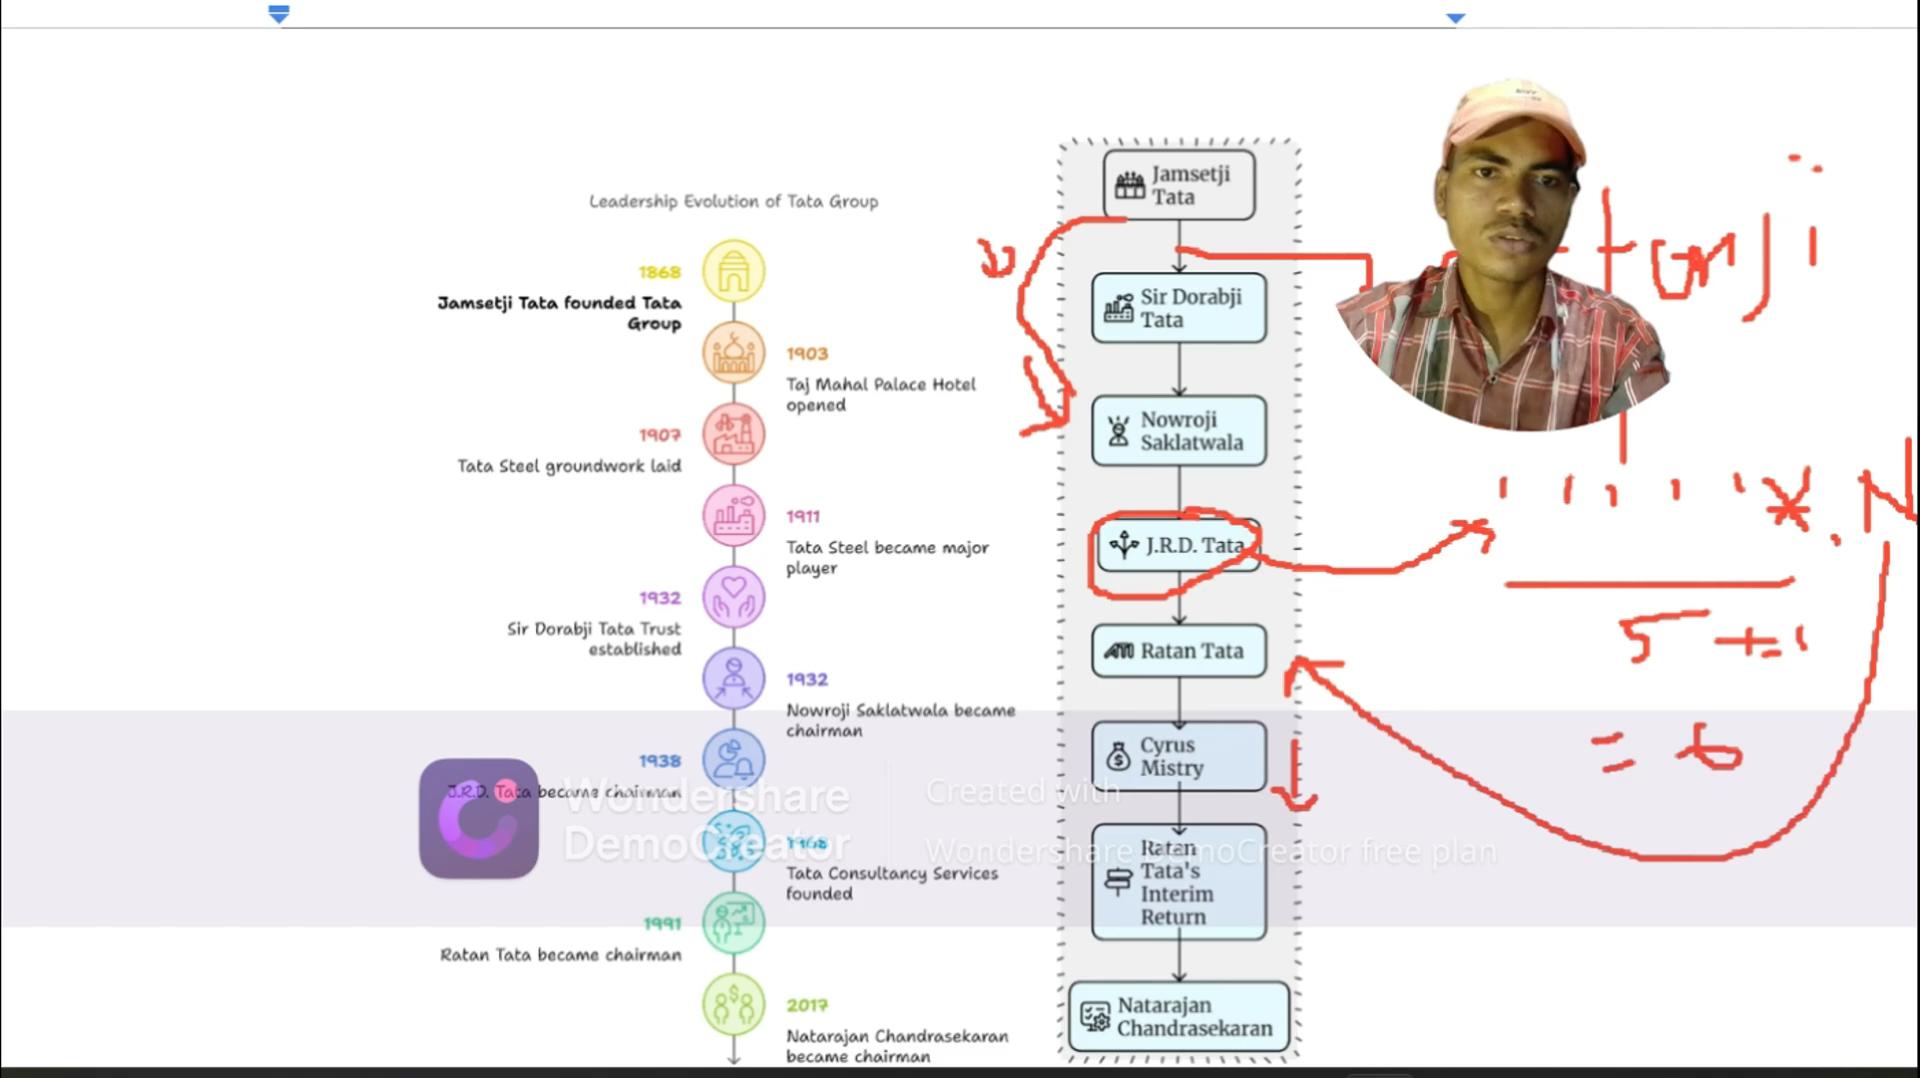 Leadership Evolution of Tata Group
1868
Jamsetji Tata founded Tata
Group
1903
Taj Mahal Palace Hotel
opened
1907
Tata Steel groundwork laid
1911
Tata Steel became major
player
1932
Sir Dorabji Tata Trust
established
1932
Nowroji Saklatwala became
chairman
1938
J.R.D. Tata became chairman
1968
Tata Consultancy Services
founded
1991
Ratan Tata became chairman
2017
Natarajan Chandrasekaran
became chairman
Jamsetji
Tata
Sir Dorabji
Tata
Nowroji
Saklatwala
J.R.D. Tata
Ratan Tata
Cyrus
Mistry
Ratan
Tata's
Interim
Return
Natarajan
Chandrasekaran
N
5 + 1
= 6
Wondershare
DemoCreator
Created with
Wondershare DemoCreator free plan